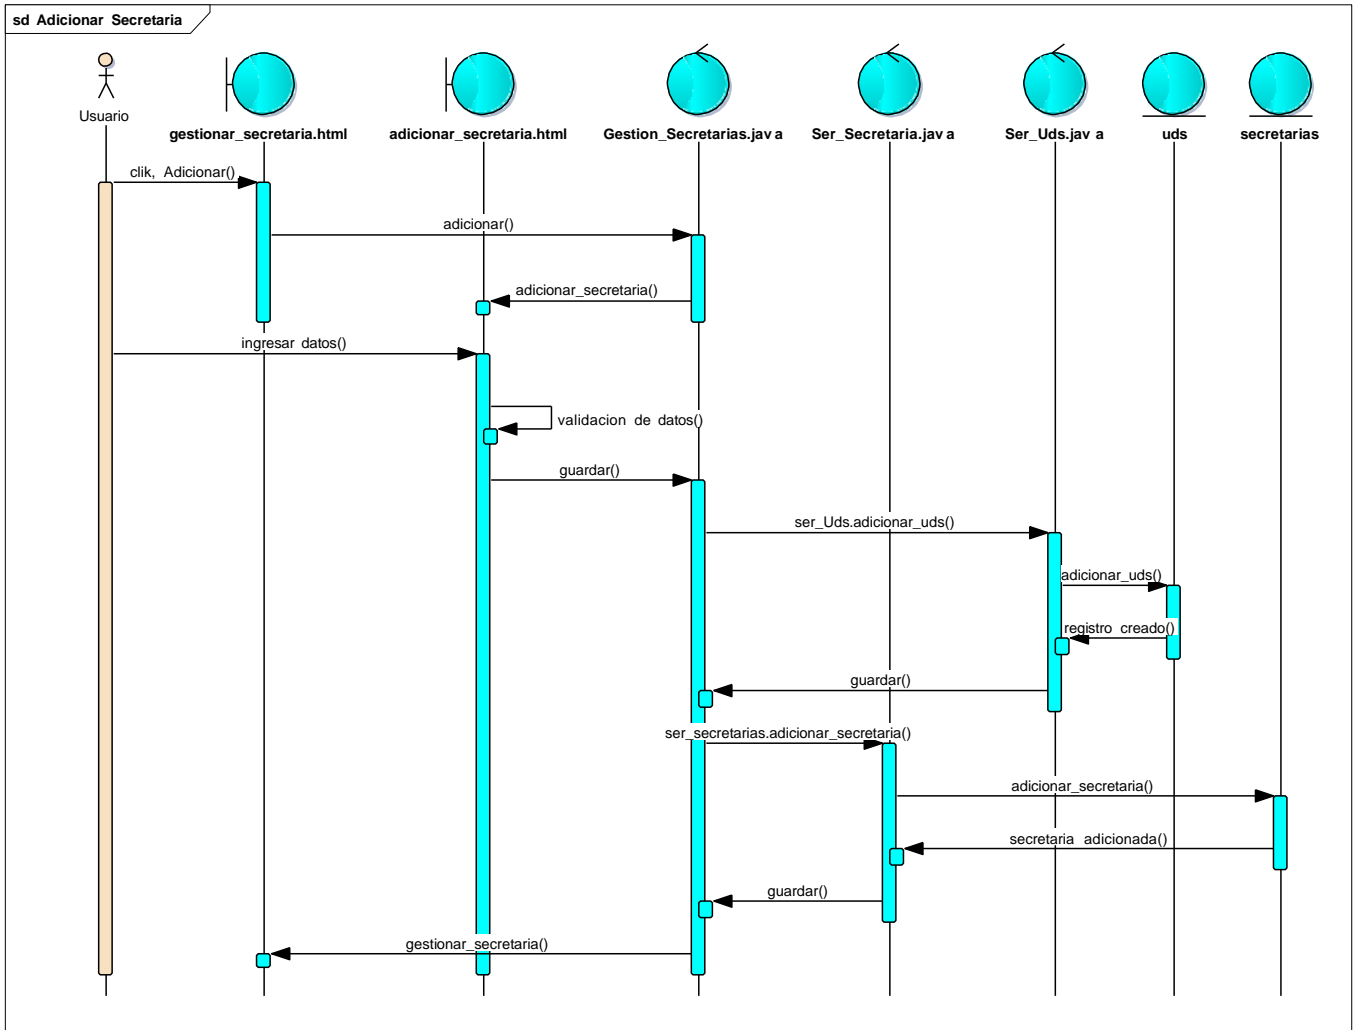 sd Adicionar Secretaria
Usuario
gestionar_secretaria.html
adicionar_secretaria.html
Gestion_Secretarias.jav a
Ser_Secretaria.jav a
Ser_Uds.jav a
uds
secretarias
clik, Adicionar()
adicionar()
adicionar_secretaria()
ingresar datos()
validacion de datos()
guardar()
ser_Uds.adicionar_uds()
adicionar_uds()
registro creado()
guardar()
ser_secretarias.adicionar_secretaria()
adicionar_secretaria()
secretaria adicionada()
guardar()
gestionar_secretaria()